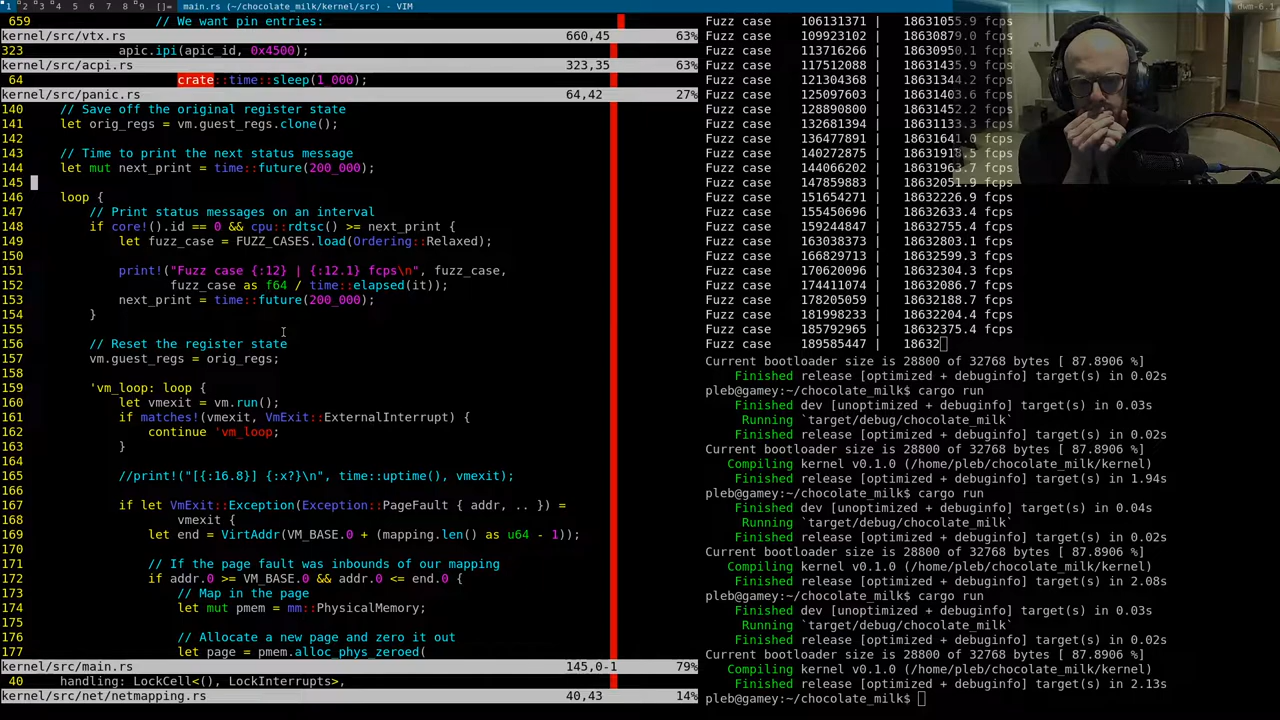 1 2 3 4 5 6 7 8 9 []= main.rs (~/chocolate_milk/kernel/src) - VIM
dwm-6.1
659 // We want pin entries:
kernel/src/vtx.rs 660,45 63%
323 apic.ipi(apic_id, 0x4500);
kernel/src/acpi.rs 323,35 63%
64 crate::time::sleep(1_000);
kernel/src/panic.rs 64,42 27%
140 // Save off the original register state
141 let orig_regs = vm.guest_regs.clone();
142
143 // Time to print the next status message
144 let mut next_print = time::future(200_000);
145
146 loop {
147 // Print status messages on an interval
148 if core!().id == 0 && cpu::rdtsc() >= next_print {
149 let fuzz_case = FUZZ_CASES.load(Ordering::Relaxed);
150
151 print!("Fuzz case {:12} | {:12.1} fcps\n", fuzz_case,
152 fuzz_case as f64 / time::elapsed(it));
153 next_print = time::future(200_000);
154 }
155
156 // Reset the register state
157 vm.guest_regs = orig_regs;
158
159 'vm_loop: loop {
160 let vmexit = vm.run();
161 if matches!(vmexit, VmExit::ExternalInterrupt) {
162 continue 'vm_loop;
163 }
164
165 //print!("[{:16.8}] {:x?}\n", time::uptime(), vmexit);
166
167 if let VmExit::Exception(Exception::PageFault { addr, .. }) =
168 vmexit {
169 let end = VirtAddr(VM_BASE.0 + (mapping.len() as u64 - 1));
170
171 // If the page fault was inbounds of our mapping
172 if addr.0 >= VM_BASE.0 && addr.0 <= end.0 {
173 // Map in the page
174 let mut pmem = mm::PhysicalMemory;
175
176 // Allocate a new page and zero it out
177 let page = pmem.alloc_phys_zeroed(
kernel/src/main.rs 145,0-1 79%
40 handling: LockCell<(), LockInterrupts>,
kernel/src/net/netmapping.rs 40,43 14%
Fuzz case 106131371 | 18631055.9 fcps
Fuzz case 109923102 | 18630879.0 fcps
Fuzz case 113716266 | 18630950.1 fcps
Fuzz case 117512088 | 18631435.9 fcps
Fuzz case 121304368 | 18631344.2 fcps
Fuzz case 125097603 | 18631403.6 fcps
Fuzz case 128890800 | 18631452.2 fcps
Fuzz case 132681394 | 18631133.3 fcps
Fuzz case 136477891 | 18631641.0 fcps
Fuzz case 140272875 | 18631918.5 fcps
Fuzz case 144066202 | 18631963.7 fcps
Fuzz case 147859883 | 18632051.9 fcps
Fuzz case 151654271 | 18632226.9 fcps
Fuzz case 155450696 | 18632633.4 fcps
Fuzz case 159244847 | 18632755.4 fcps
Fuzz case 163038373 | 18632803.1 fcps
Fuzz case 166829713 | 18632599.3 fcps
Fuzz case 170620096 | 18632304.3 fcps
Fuzz case 174411074 | 18632086.7 fcps
Fuzz case 178205059 | 18632188.7 fcps
Fuzz case 181998233 | 18632204.4 fcps
Fuzz case 185792965 | 18632375.4 fcps
Fuzz case 189585447 | 18632
Current bootloader size is 28800 of 32768 bytes [ 87.8906 %]
Finished release [optimized + debuginfo] target(s) in 0.02s
pleb@gamey:~/chocolate_milk$ cargo run
Finished dev [unoptimized + debuginfo] target(s) in 0.03s
Running `target/debug/chocolate_milk`
Finished release [optimized + debuginfo] target(s) in 0.02s
Current bootloader size is 28800 of 32768 bytes [ 87.8906 %]
Compiling kernel v0.1.0 (/home/pleb/chocolate_milk/kernel)
Finished release [optimized + debuginfo] target(s) in 1.94s
pleb@gamey:~/chocolate_milk$ cargo run
Finished dev [unoptimized + debuginfo] target(s) in 0.04s
Running `target/debug/chocolate_milk`
Finished release [optimized + debuginfo] target(s) in 0.02s
Current bootloader size is 28800 of 32768 bytes [ 87.8906 %]
Compiling kernel v0.1.0 (/home/pleb/chocolate_milk/kernel)
Finished release [optimized + debuginfo] target(s) in 2.08s
pleb@gamey:~/chocolate_milk$ cargo run
Finished dev [unoptimized + debuginfo] target(s) in 0.03s
Running `target/debug/chocolate_milk`
Finished release [optimized + debuginfo] target(s) in 0.02s
Current bootloader size is 28800 of 32768 bytes [ 87.8906 %]
Compiling kernel v0.1.0 (/home/pleb/chocolate_milk/kernel)
Finished release [optimized + debuginfo] target(s) in 2.13s
pleb@gamey:~/chocolate_milk$